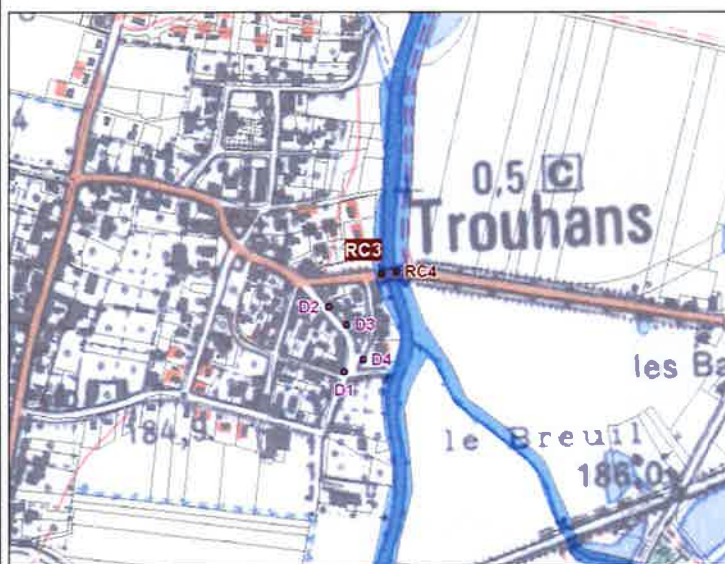 0,5 C
Trouhans
RC3
RC4
D2
D3
D4
D1
les Ba
184,9
le Breuil
186,0